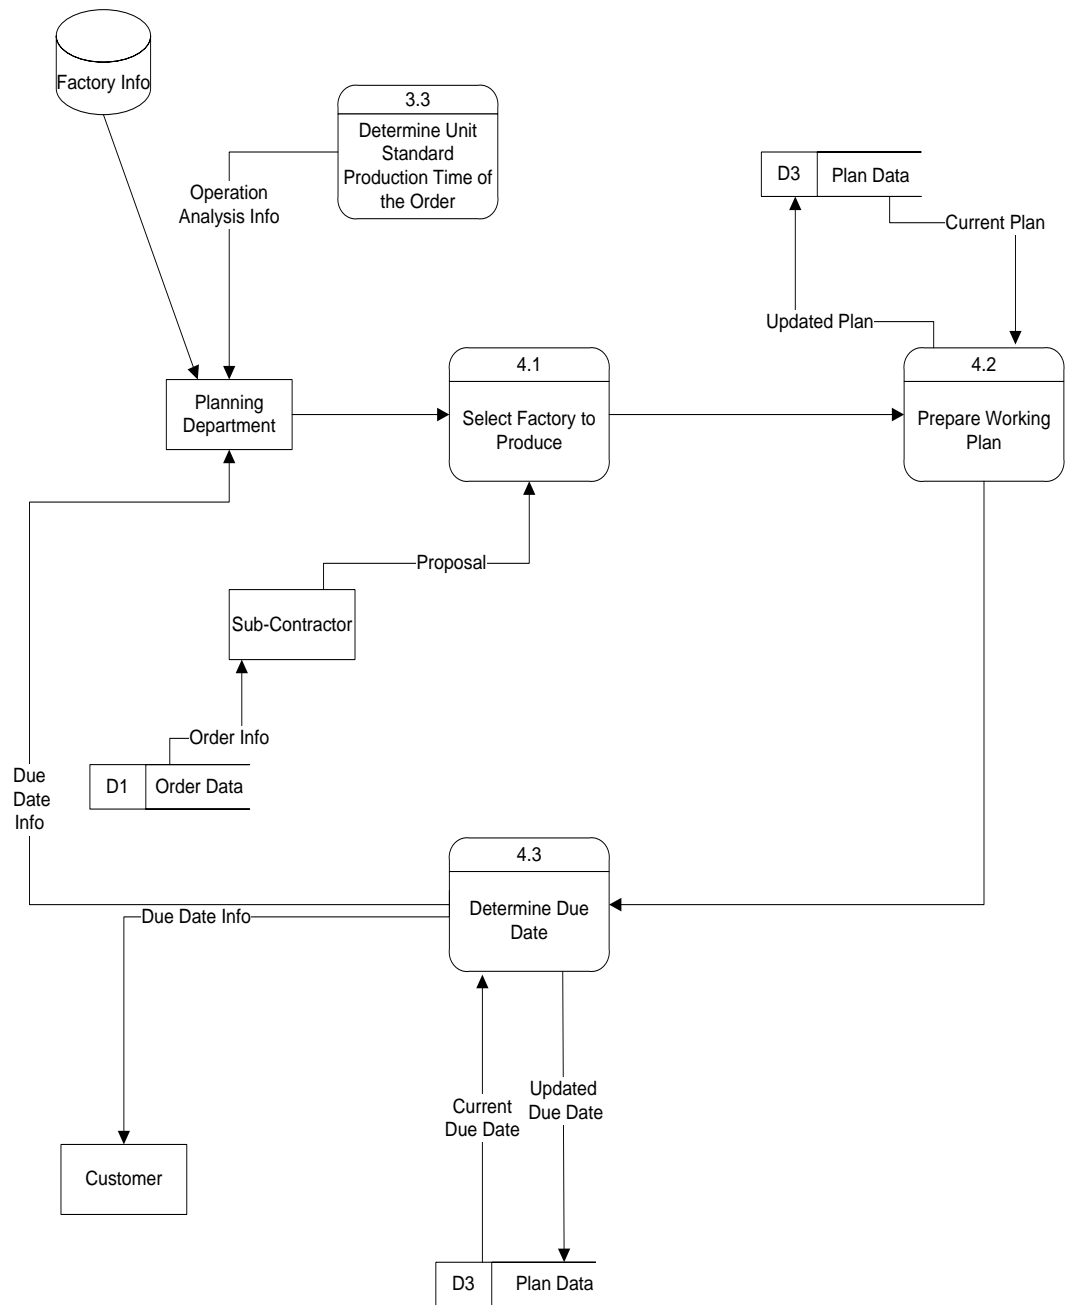 Factory Info
3.3
Determine Unit
Standard
Production Time of
the Order
Operation
Analysis Info
D3
Plan Data
Current Plan
Updated Plan
4.1
Select Factory to
Produce
4.2
Prepare Working
Plan
Planning
Department
Proposal
Sub-Contractor
Order Info
D1
Order Data
Due
Date
Info
4.3
Determine Due
Date
Due Date Info
Updated
Due Date
Current
Due Date
Customer
D3
Plan Data